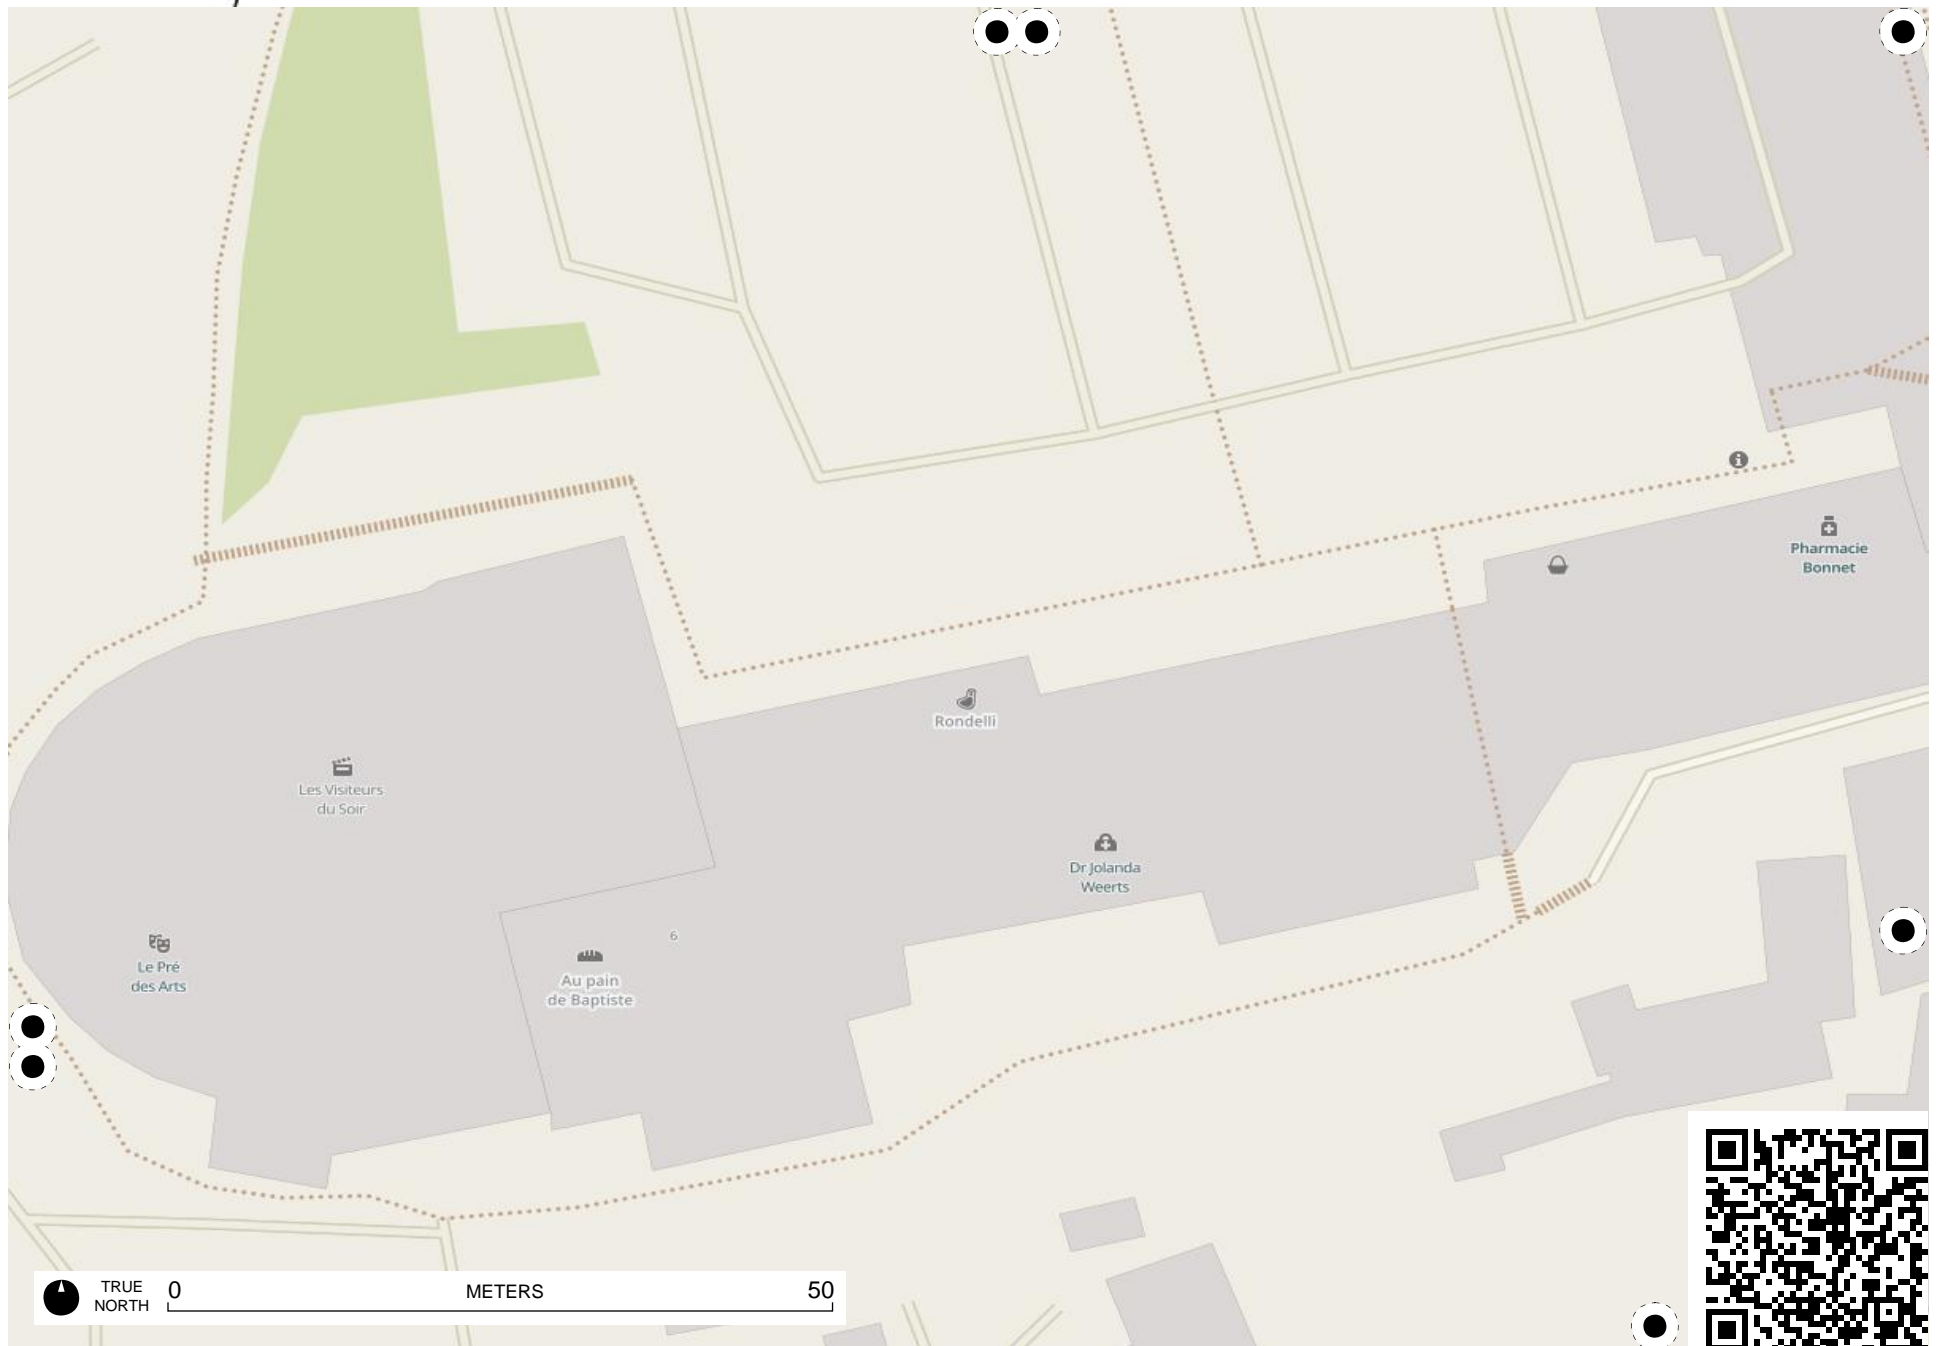 Pharmacie
Bonnet
Rondelli
Les Visiteurs
du Soir
Dr Jolanda
Weerts
6
Le Pré
des Arts
Au pain
de Baptiste
TRUE
NORTH
0 METERS 50